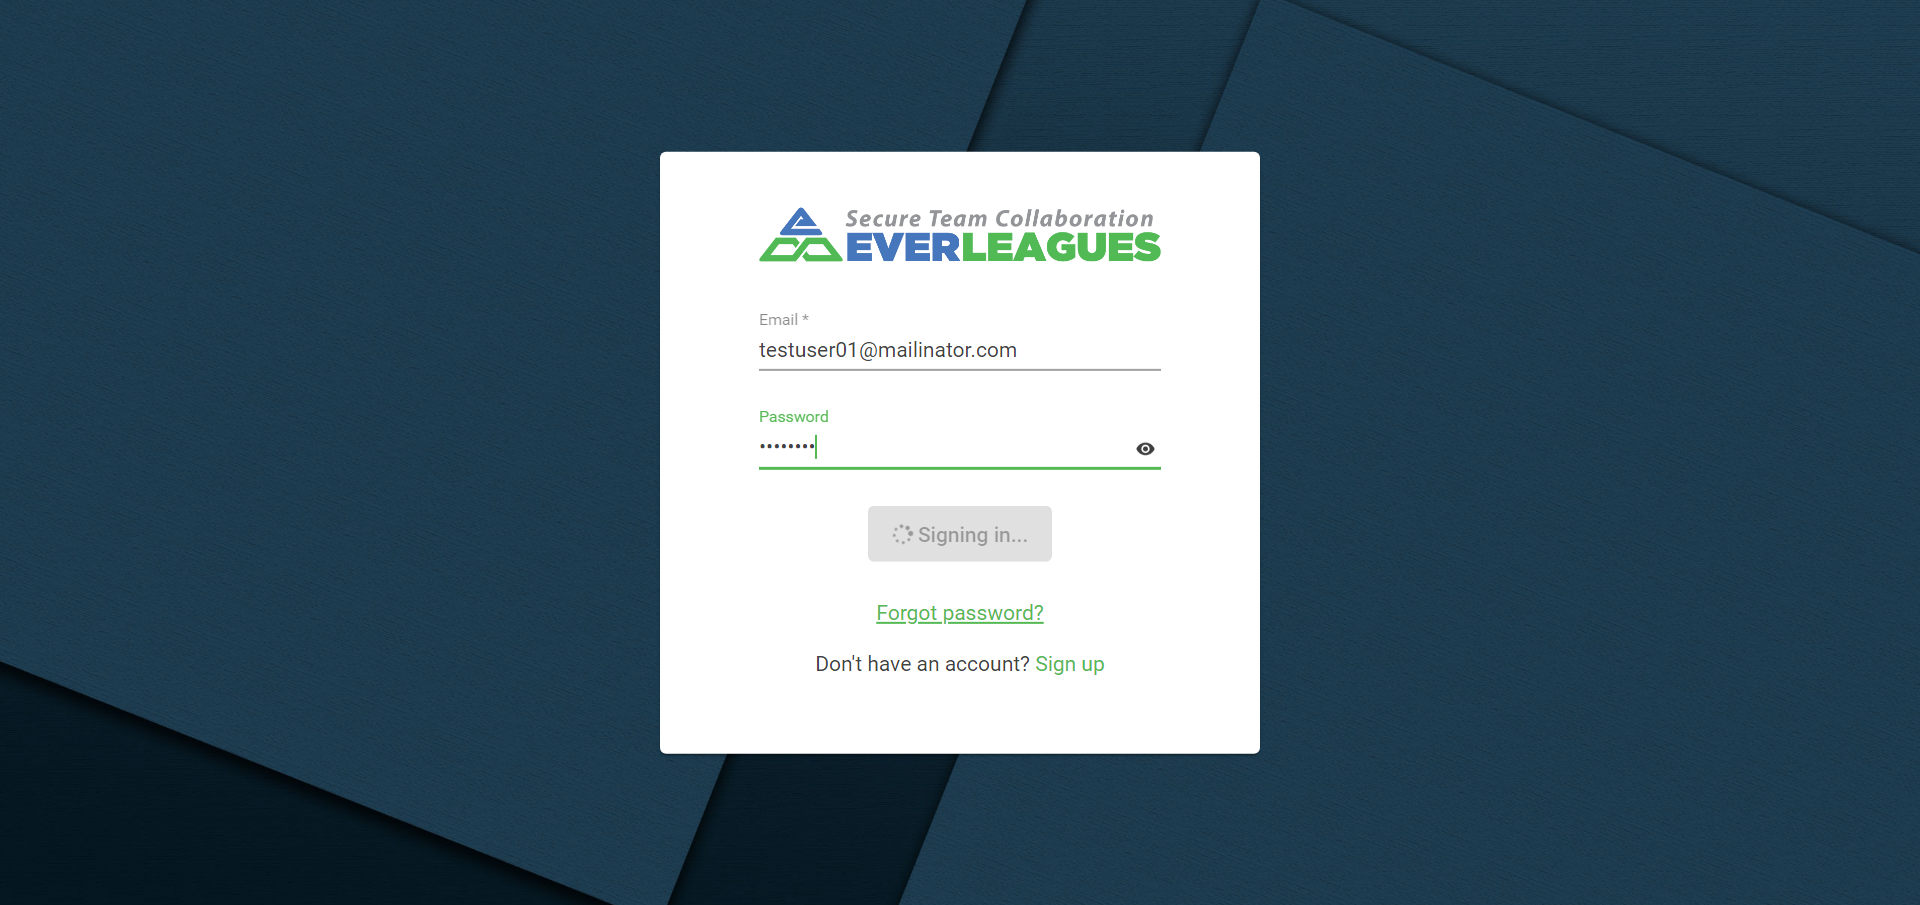 Secure Team Collaboration
EVERLEAGUES
Email *
testuser01@mailinator.com
Password
••••••••
Signing in...
Forgot password?
Don't have an account? Sign up